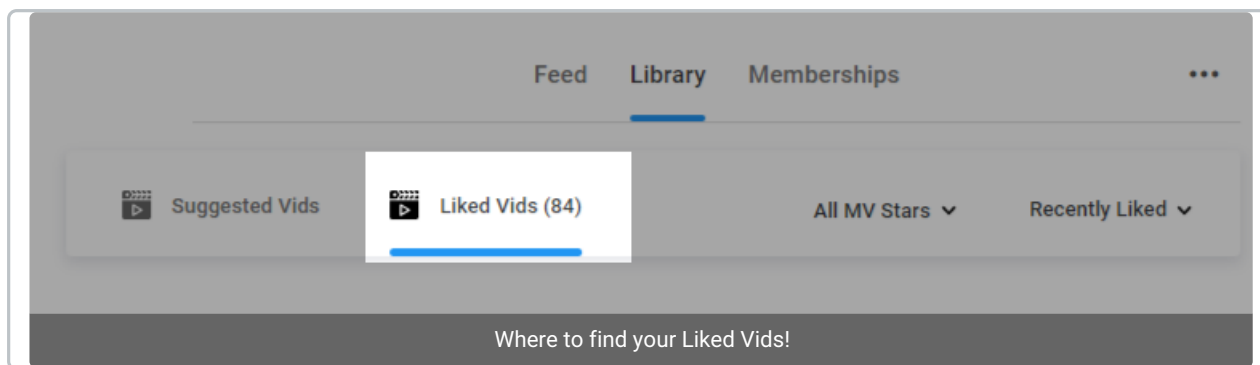 Feed Library Memberships
Suggested Vids Liked Vids (84) All MV Stars Recently Liked
Where to find your Liked Vids!